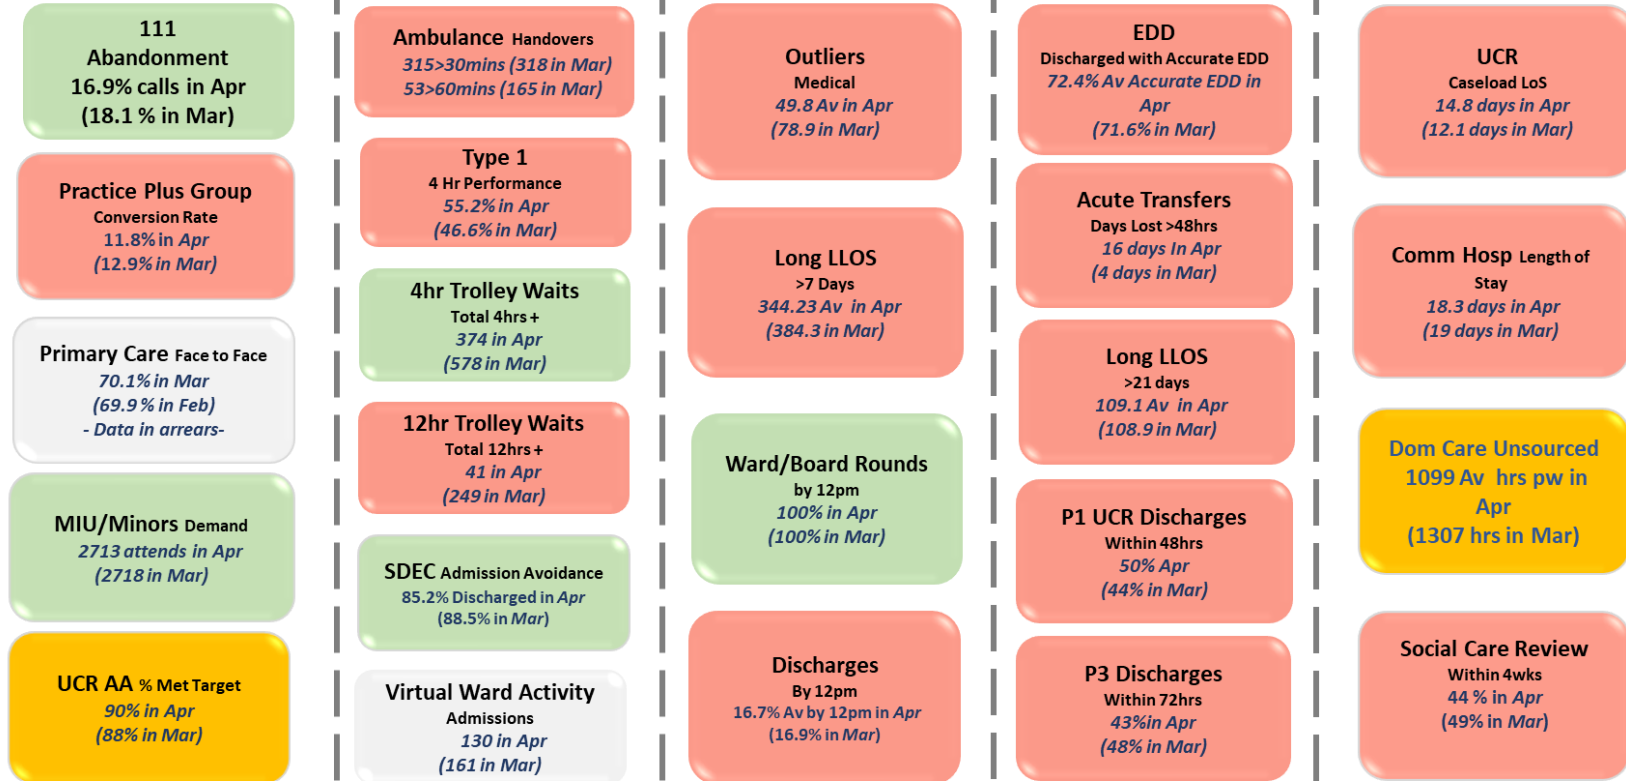 111
Abandonment
16.9% calls in Apr
(18.1 % in Mar)
Practice Plus Group
Conversion Rate
11.8% in Apr
(12.9% in Mar)
Primary Care Face to Face
70.1% in Mar
(69.9 % in Feb)
- Data in arrears-
MIU/Minors Demand
2713 attends in Apr
(2718 in Mar)
UCR AA % Met Target
90% in Apr
(88% in Mar)
Ambulance Handovers
315>30mins (318 in Mar)
53>60mins (165 in Mar)
Type 1
4 Hr Performance
55.2% in Apr
(46.6% in Mar)
4hr Trolley Waits
Total 4hrs +
374 in Apr
(578 in Mar)
12hr Trolley Waits
Total 12hrs +
41 in Apr
(249 in Mar)
SDEC Admission Avoidance
85.2% Discharged in Apr
(88.5% in Mar)
Virtual Ward Activity
Admissions
130 in Apr
(161 in Mar)
Outliers
Medical
49.8 Av in Apr
(78.9 in Mar)
Long LLOS
>7 Days
344.23 Av in Apr
(384.3 in Mar)
Ward/Board Rounds
by 12pm
100% in Apr
(100% in Mar)
Discharges
By 12pm
16.7% Av by 12pm in Apr
(16.9% in Mar)
EDD
Discharged with Accurate EDD
72.4% Av Accurate EDD in
Apr
(71.6% in Mar)
Acute Transfers
Days Lost >48hrs
16 days In Apr
(4 days in Mar)
Long LLOS
>21 days
109.1 Av in Apr
(108.9 in Mar)
P1 UCR Discharges
Within 48hrs
50% Apr
(44% in Mar)
P3 Discharges
Within 72hrs
43%in Apr
(48% in Mar)
UCR
Caseload LoS
14.8 days in Apr
(12.1 days in Mar)
Comm Hosp Length of
Stay
18.3 days in Apr
(19 days in Mar)
Dom Care Unsourced
1099 Av hrs pw in
Apr
(1307 hrs in Mar)
Social Care Review
Within 4wks
44 % in Apr
(49% in Mar)